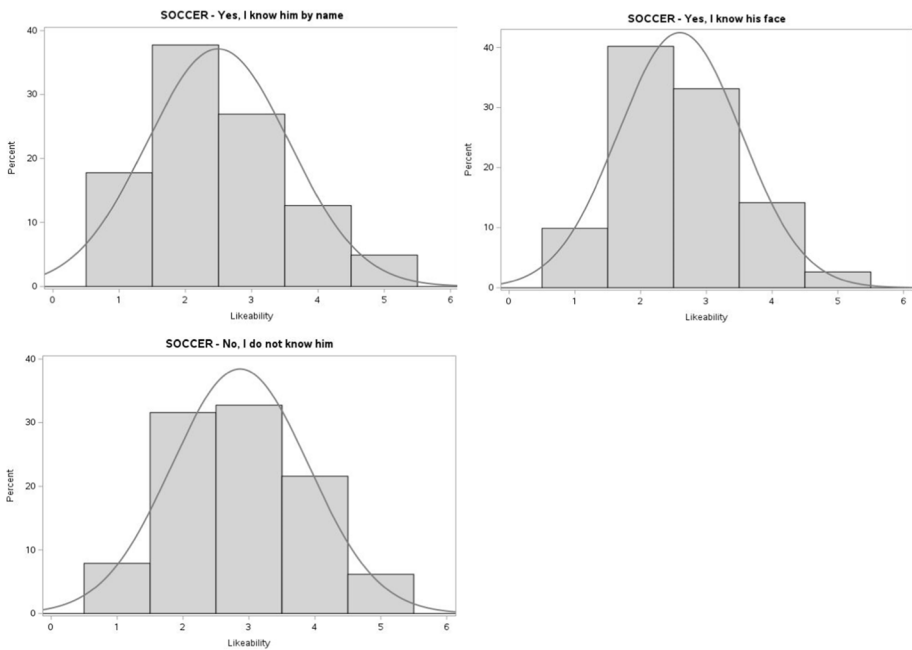 SOCCER - Yes, I know him by name
40
30
20
10
0
Percent
0 1 2 3 4 5 6
Likeability
SOCCER - Yes, I know his face
40
30
20
10
0
Percent
0 1 2 3 4 5 6
Likeability
SOCCER - No, I do not know him
40
30
20
10
0
Percent
0 1 2 3 4 5 6
Likeability